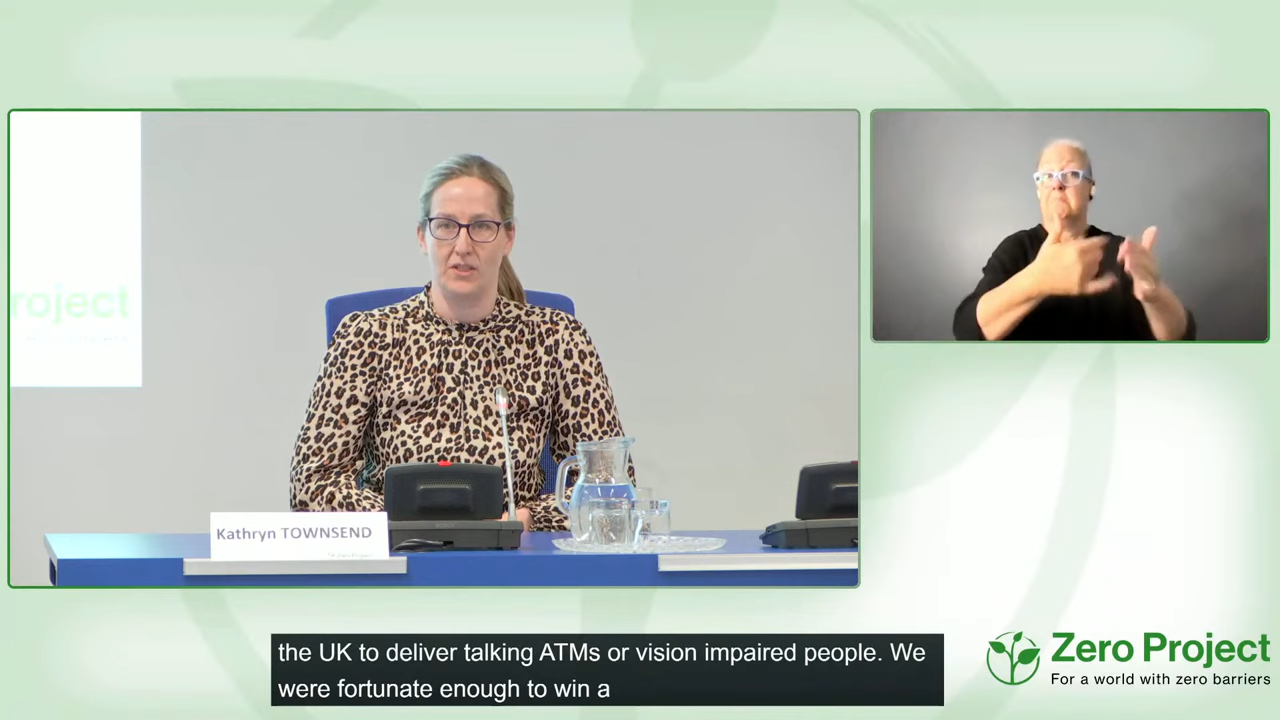 roject
Kathryn TOWNSEND
the UK to deliver talking ATMs or vision impaired people. We
were fortunate enough to win a
Zero Project
For a world with zero barriers